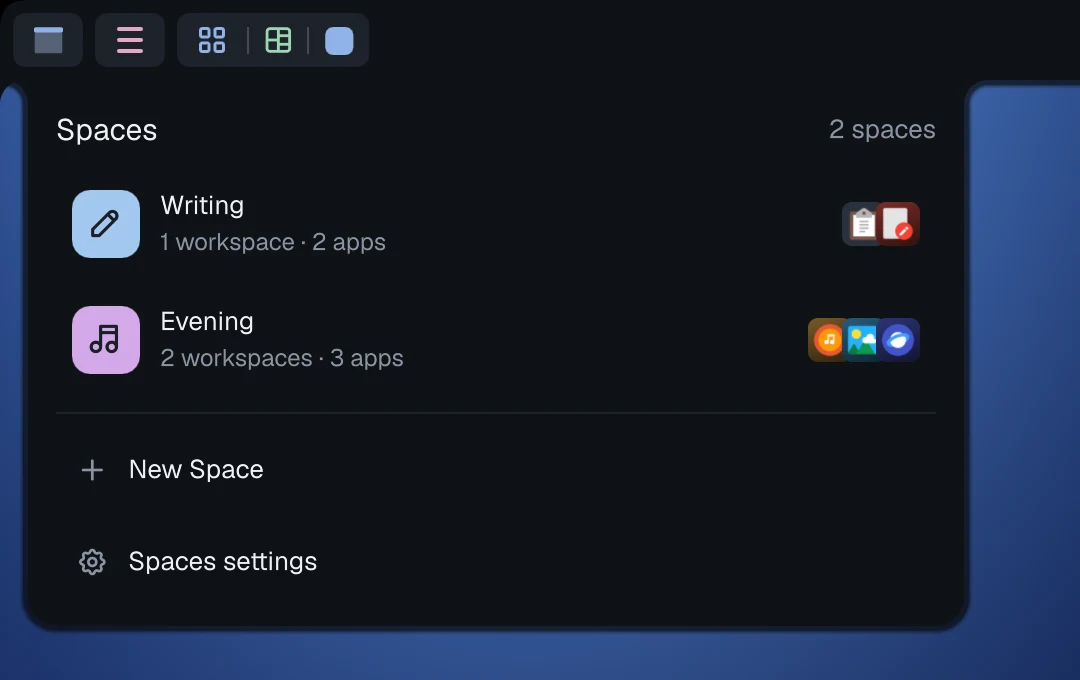 Spaces
2 spaces
Writing
1 workspace · 2 apps
Evening
2 workspaces · 3 apps
New Space
Spaces settings